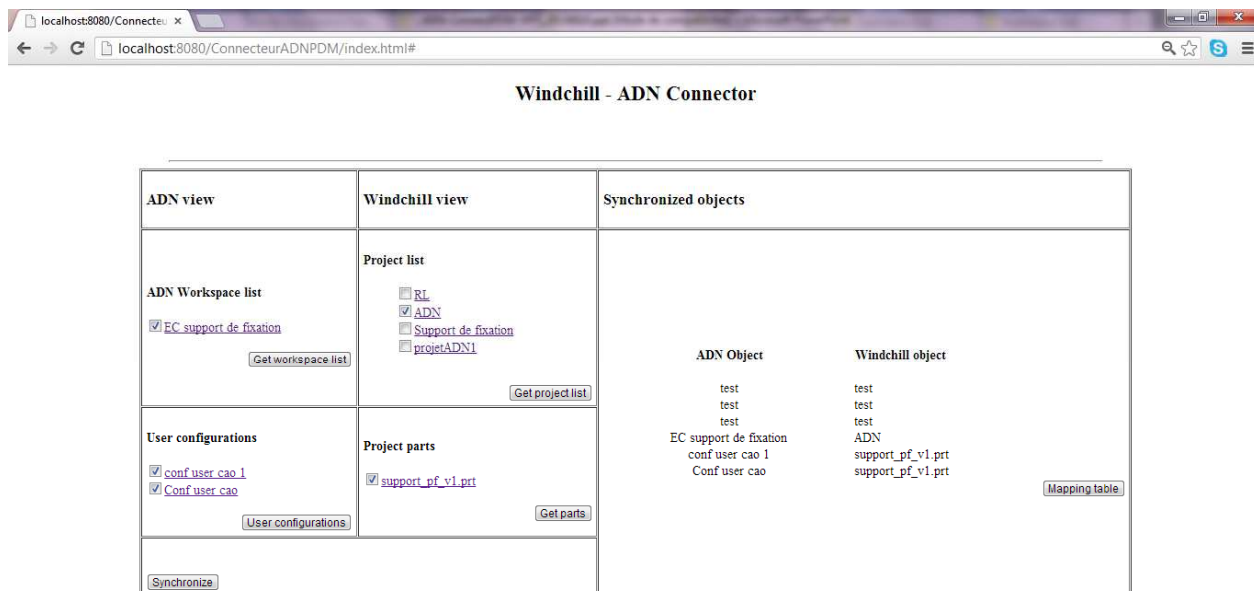 localhost:8080/Connecteu
localhost:8080/ConnecteurADNPDM/index.html#
Windchill - ADN Connector
ADN view
Windchill view
Synchronized objects
ADN Workspace list
EC support de fixation
Get workspace list
Project list
RL
ADN
Support de fixation
projetADN1
Get project list
User configurations
conf user cao 1
Conf user cao
User configurations
Project parts
support_pf_v1.prt
Get parts
ADN Object Windchill object
test test
test test
test test
EC support de fixation ADN
conf user cao 1 support_pf_v1.prt
Conf user cao support_pf_v1.prt
Mapping table
Synchronize